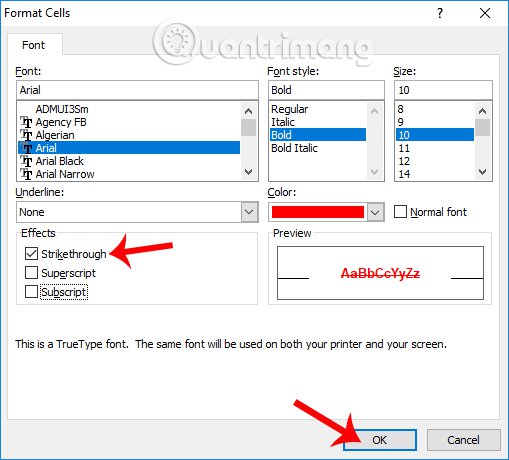 Format Cells
Font
Quantrimang
Font: Font style: Size:
Arial Bold 10
ADMUI3Sm Regular 8
Agency FB Italic 9
Algerian Bold 10
Arial Bold Italic 11
Arial Black 12
Arial Narrow 14
Underline: Color:
None Normal font
Effects Preview
Strikethrough
Superscript AaBbCcYyZz
Subscript
This is a TrueType font. The same font will be used on both your printer and your screen.
OK Cancel